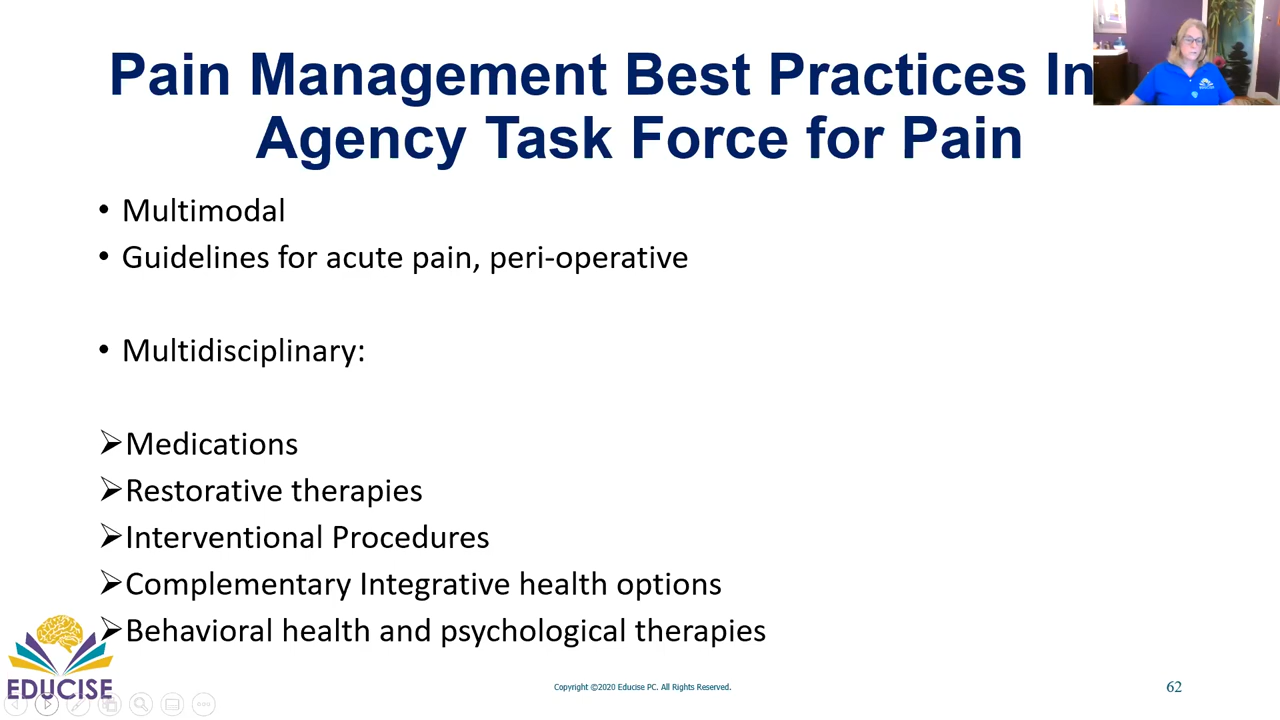 Pain Management Best Practices In
Agency Task Force for Pain
• Multimodal
• Guidelines for acute pain, peri-operative
• Multidisciplinary:
➢Medications
➢Restorative therapies
➢Interventional Procedures
➢Complementary Integrative health options
➢Behavioral health and psychological therapies
EDUCISE
Copyright ©2020 Educise PC. All Rights Reserved.
62
EDUCISE